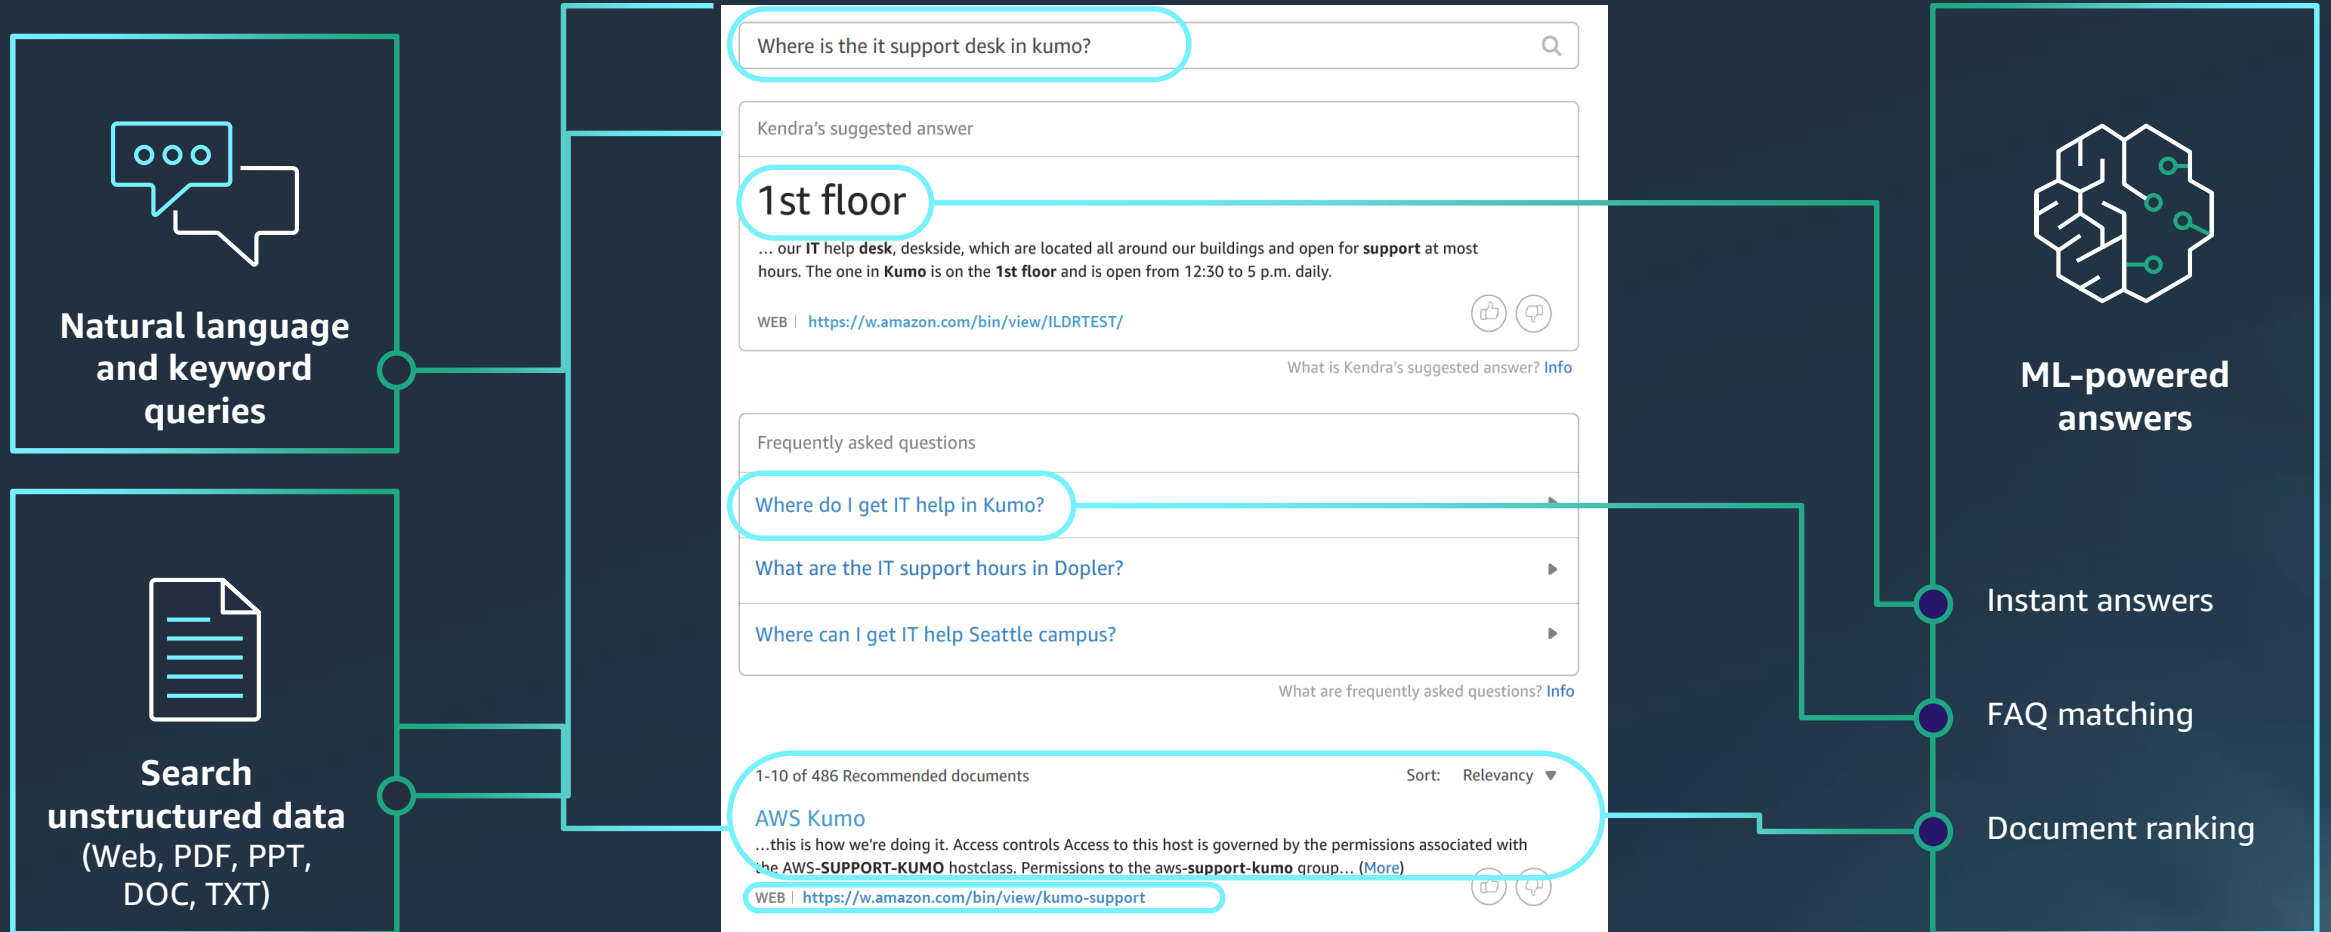 Natural language
and keyword
queries
Search
unstructured data
(Web, PDF, PPT,
DOC, TXT)
Where is the it support desk in kumo?
Kendra's suggested answer
1st floor
... our IT help desk, deskside, which are located all around our buildings and open for support at most
hours. The one in Kumo is on the 1st floor and is open from 12:30 to 5 p.m. daily.
WEB | https://w.amazon.com/bin/view/ILDRTEST/
What is Kendra's suggested answer? Info
Frequently asked questions
Where do I get IT help in Kumo?
What are the IT support hours in Dopler?
Where can I get IT help Seattle campus?
What are frequently asked questions? Info
1-10 of 486 Recommended documents Sort: Relevancy
AWS Kumo
...this is how we're doing it. Access controls Access to this host is governed by the permissions associated with
the AWS-SUPPORT-KUMO hostclass. Permissions to the aws-support-kumo group... (More)
WEB | https://w.amazon.com/bin/view/kumo-support
ML-powered
answers
Instant answers
FAQ matching
Document ranking